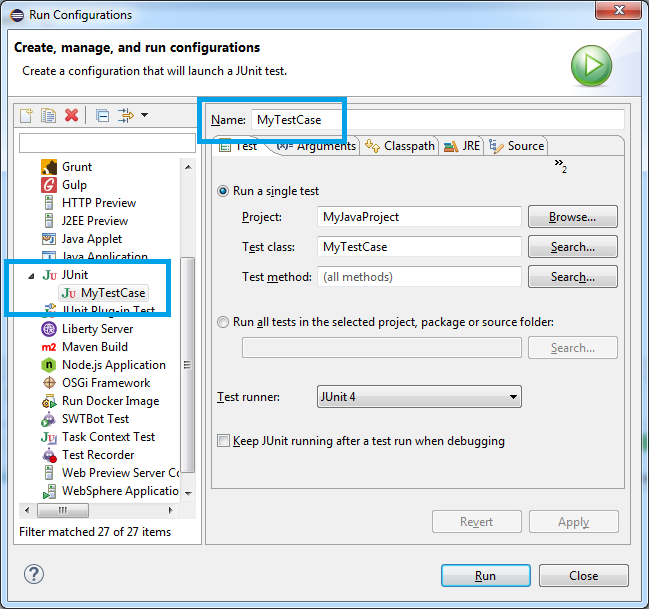 Run Configurations
Create, manage, and run configurations
Create a configuration that will launch a JUnit test.
Name: MyTestCase
Test (x)= Arguments Classpath JRE Source
»2
Grunt
Gulp
HTTP Preview
J2EE Preview
Java Applet
Java Application
JUnit
MyTestCase
JUnit Plug-in Test
Liberty Server
Maven Build
Node.js Application
OSGi Framework
Run Docker Image
SWTBot Test
Task Context Test
Test Recorder
Web Preview Server Co
WebSphere Applicatio
Filter matched 27 of 27 items
Run a single test
Project: MyJavaProject Browse...
Test class: MyTestCase Search...
Test method: (all methods) Search...
Run all tests in the selected project, package or source folder:
Search...
Test runner: JUnit 4
Keep JUnit running after a test run when debugging
Revert Apply
? Run Close